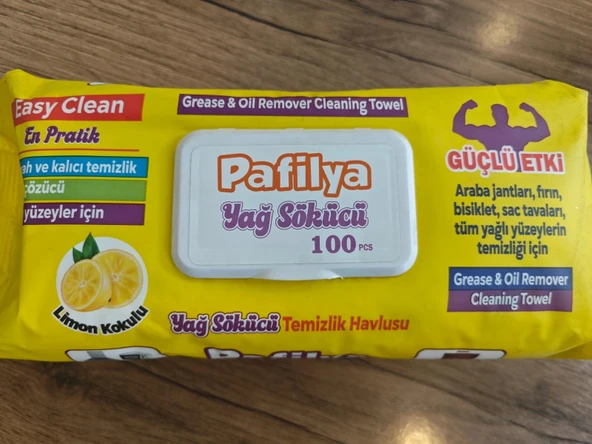 Easy Clean
En Pratik
ve kalıcı temizlik
çözücü
yüzeyler için
Limon Kokulu
Grease & Oil Remover Cleaning Towel
Pafilya
Yağ Sökücü
100 PCS
Yağ Sökücü Temizlik Havlusu
GÜÇLÜ ETKİ
Araba jantları, fırın,
bisiklet, sac tavaları,
tüm yağlı yüzeylerin
temizliği için
Grease & Oil Remover
Cleaning Towel
Pafilya